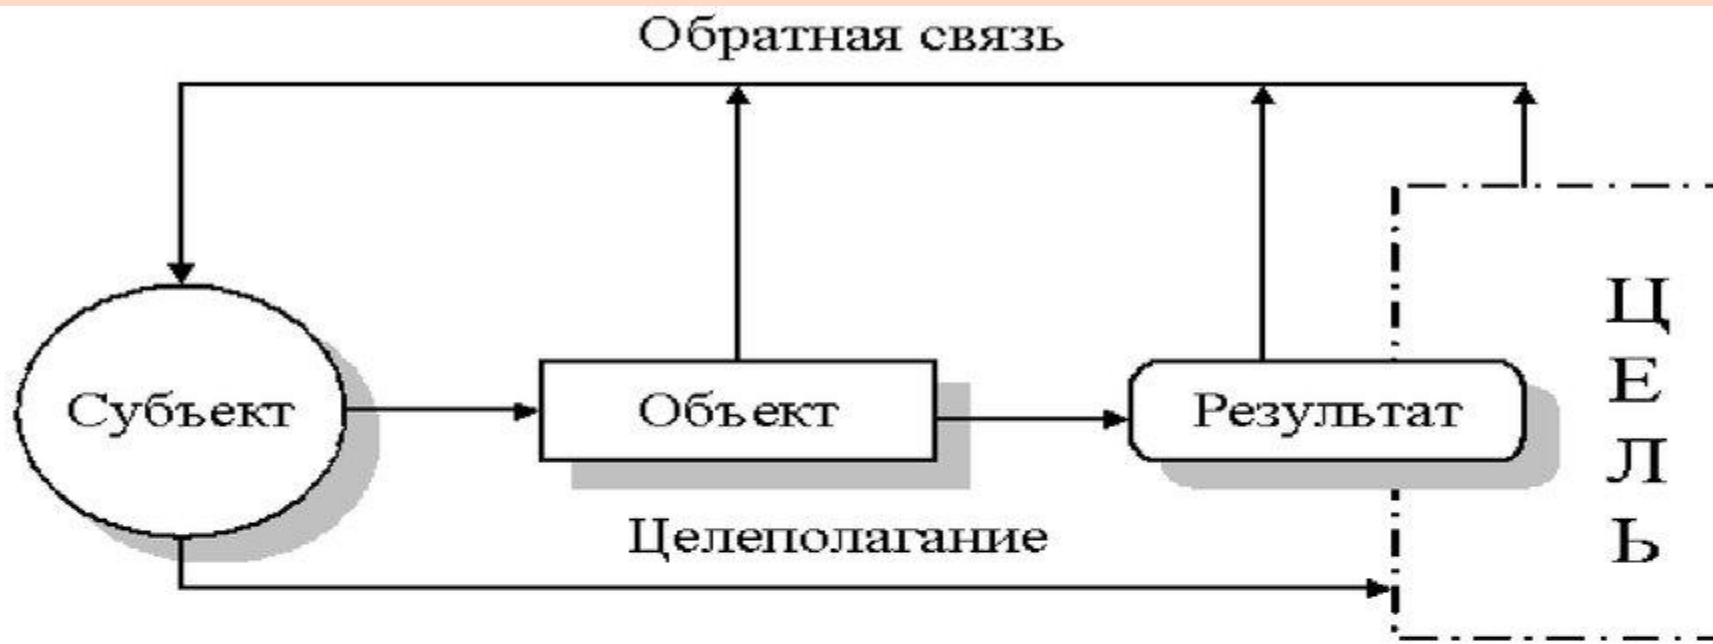 Обратная связь
Субъект
Объект
Результат
Целеполагание
Ц
Е
Л
Ь